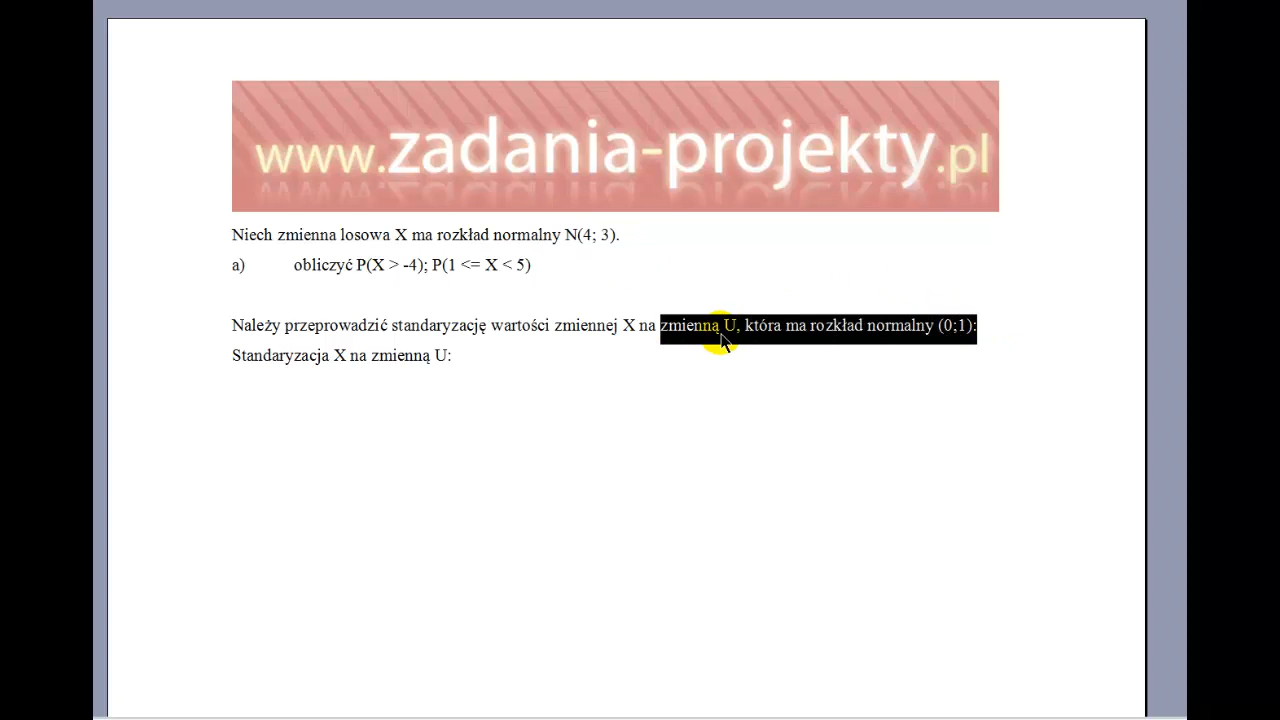 www.zadania-projekty.pl
Niech zmienna losowa X ma rozkład normalny N(4; 3).
a) obliczyć P(X > -4); P(1 <= X < 5)
Należy przeprowadzić standaryzację wartości zmiennej X na zmienną U, która ma rozkład normalny (0;1):
Standaryzacja X na zmienną U: